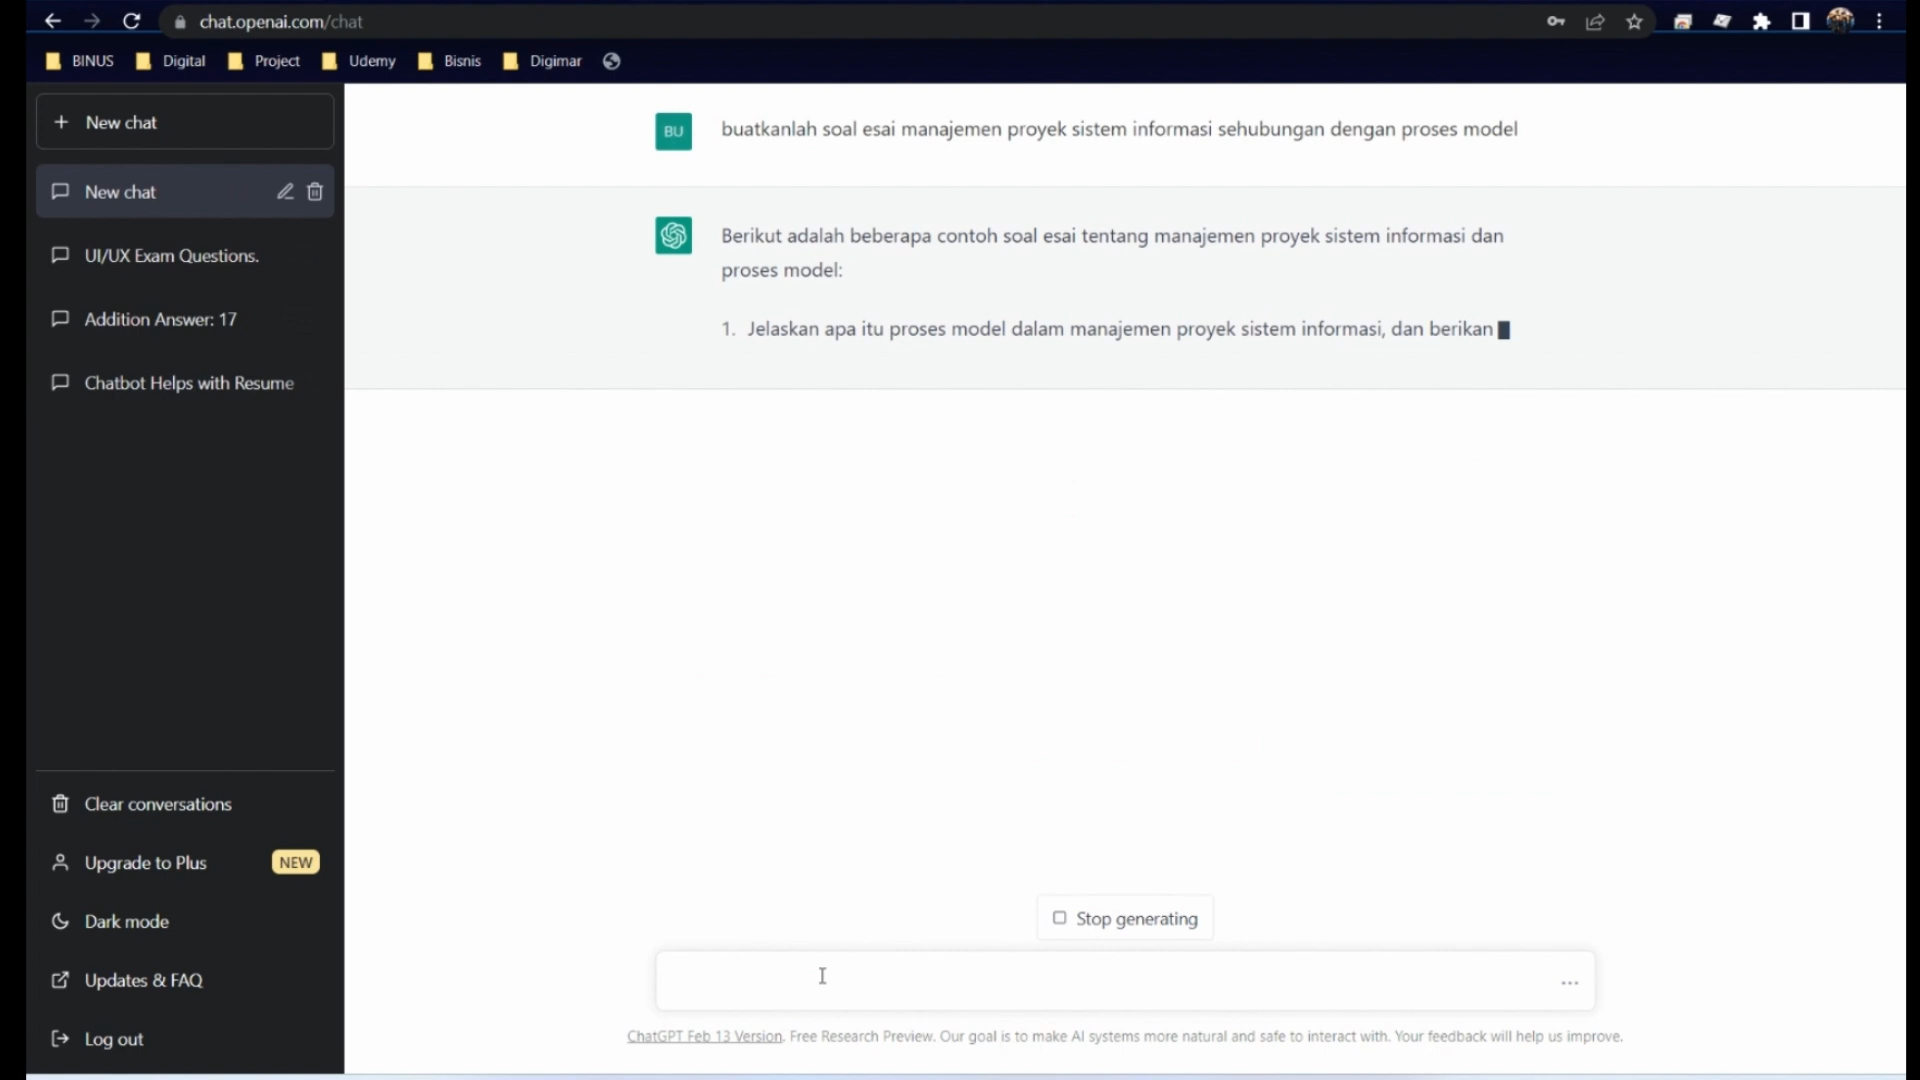 chat.openai.com/chat
BINUS Digital Project Udemy Bisnis Digimar
New chat
New chat
UI/UX Exam Questions.
Addition Answer: 17
Chatbot Helps with Resume
Clear conversations
Upgrade to Plus NEW
Dark mode
Updates & FAQ
Log out
BU buatkanlah soal esai manajemen proyek sistem informasi sehubungan dengan proses model
Berikut adalah beberapa contoh soal esai tentang manajemen proyek sistem informasi dan
proses model:
1. Jelaskan apa itu proses model dalam manajemen proyek sistem informasi, dan berikan
Stop generating
ChatGPT Feb 13 Version. Free Research Preview. Our goal is to make AI systems more natural and safe to interact with. Your feedback will help us improve.